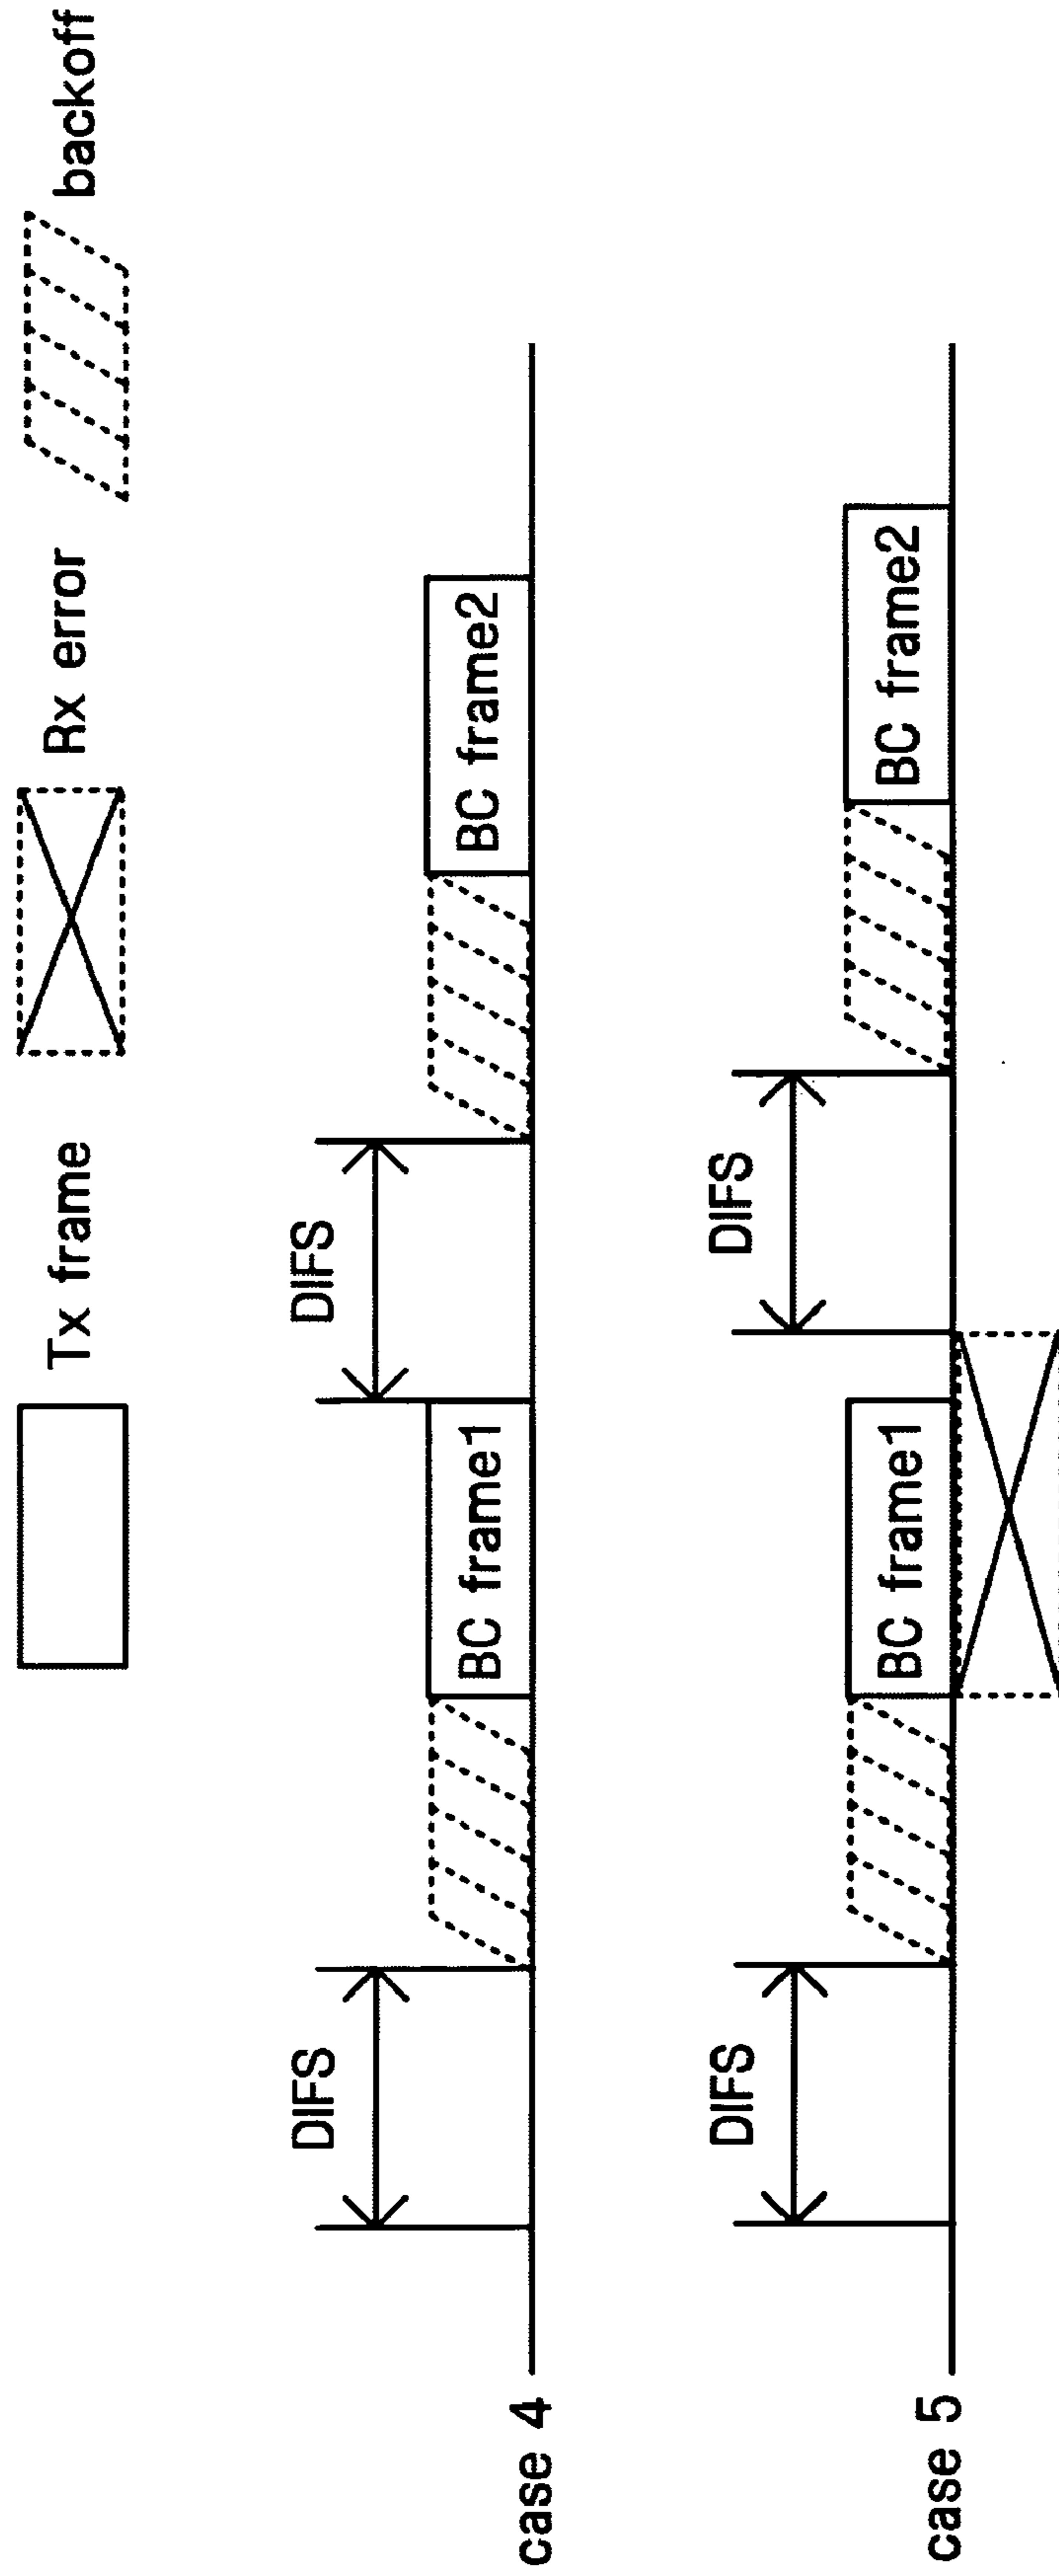 Tx frame
Rx error
backoff
DIFS
DIFS
case 4
BC frame1
BC frame2
DIFS
DIFS
case 5
BC frame1
BC frame2